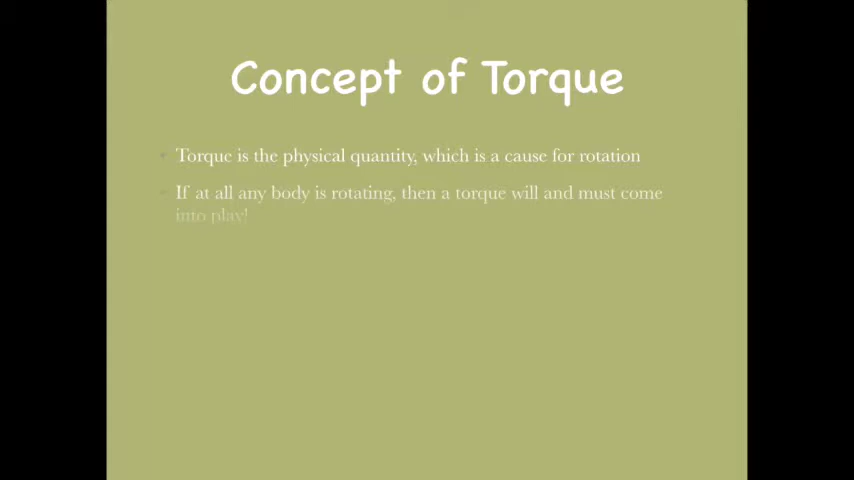 Concept of Torque
Torque is the physical quantity, which is a cause for rotation
If at all any body is rotating, then a torque will and must come
into play!